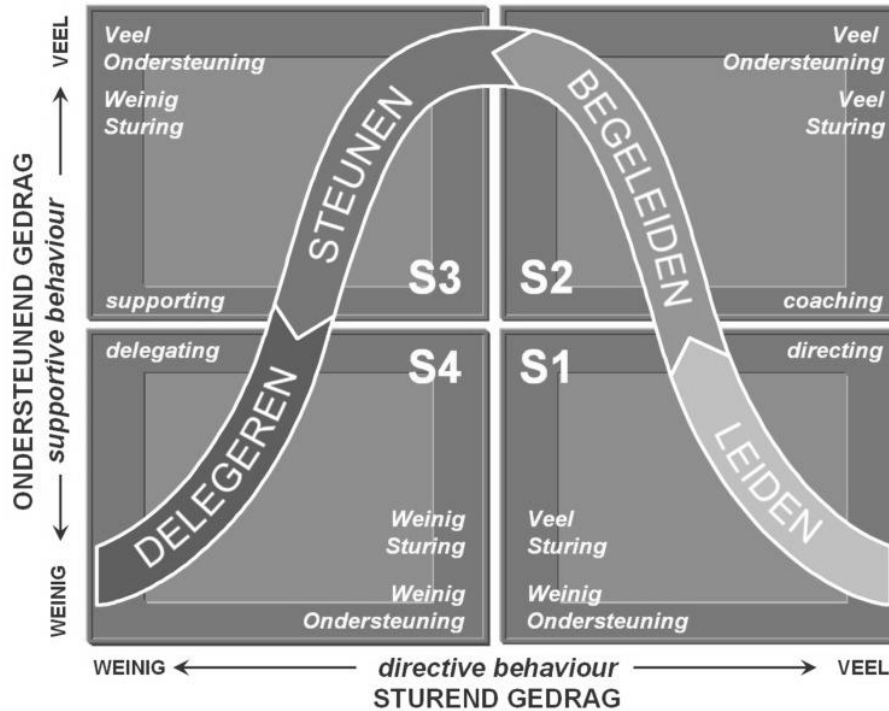 VEEL
ONDERSTEUNEND GEDRAG
supportive behaviour
WEINIG
Veel
Ondersteuning
Weinig
Sturing
STEUNEN
S3
supporting
Veel
Ondersteuning
Veel
Sturing
BEGELEIDEN
S2
coaching
delegating
S4
DELEGEREN
Weinig
Sturing
Weinig
Ondersteuning
S1
directing
LEIDEN
Veel
Sturing
Weinig
Ondersteuning
WEINIG
directive behaviour
VEEL
STUREND GEDRAG